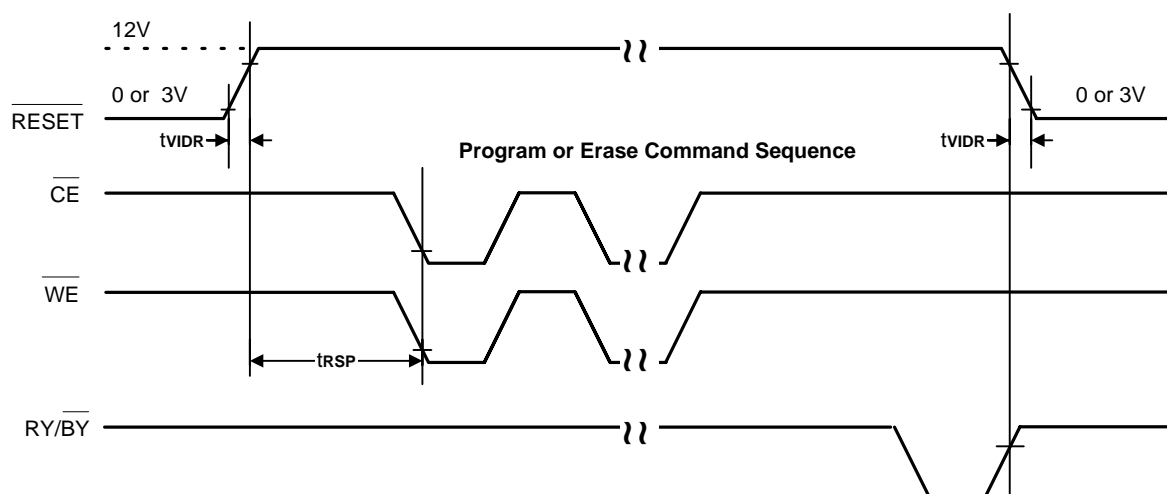 12V
0 or 3V
0 or 3V
RESET
tVIDR
tVIDR
Program or Erase Command Sequence
CE
WE
tRSP
RY/BY